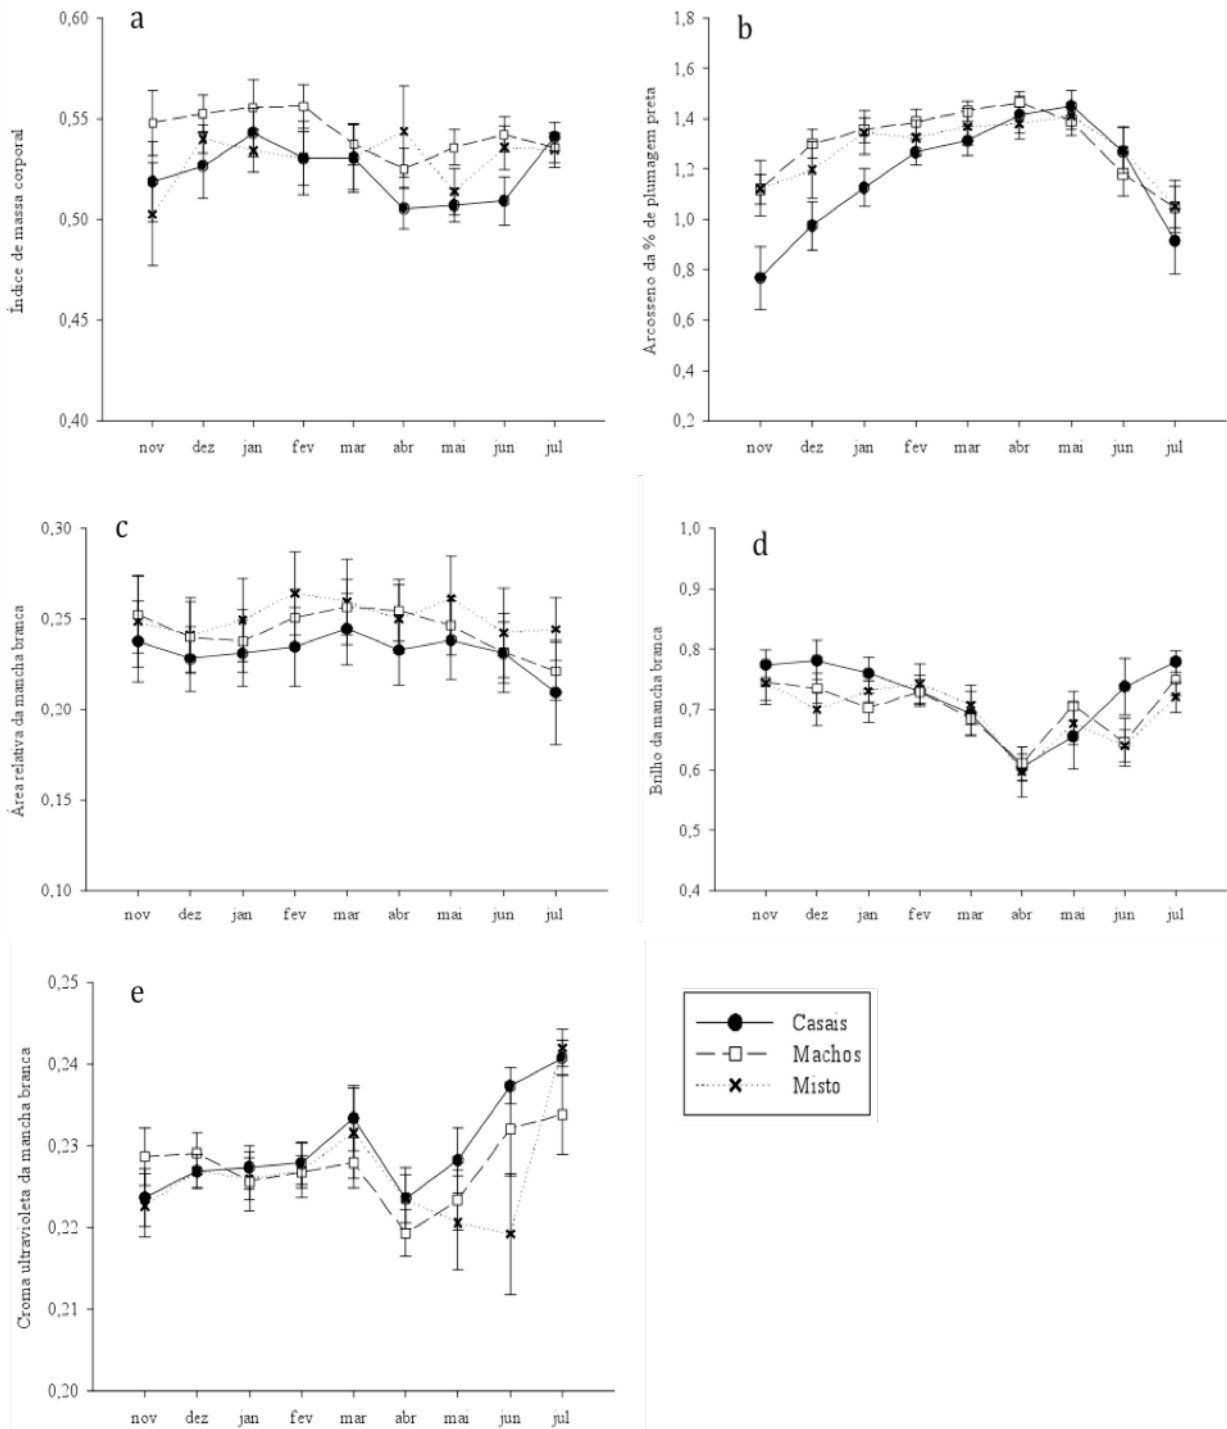 a
0,60
0,55
0,50
0,45
0,40
Índice de massa corporal
nov dez jan fev mar abr mai jun jul
b
1,8
1,6
1,4
1,2
1,0
0,8
0,6
0,4
0,2
Arcosseno da % de plumagem preta
nov dez jan fev mar abr mai jun jul
c
0,30
0,25
0,20
0,15
0,10
Área relativa da mancha branca
nov dez jan fev mar abr mai jun jul
d
1,0
0,9
0,8
0,7
0,6
0,5
0,4
Brilho da mancha branca
nov dez jan fev mar abr mai jun jul
e
0,25
0,24
0,23
0,22
0,21
0,20
Croma ultravioleta da mancha branca
nov dez jan fev mar abr mai jun jul
Casais
Machos
Misto